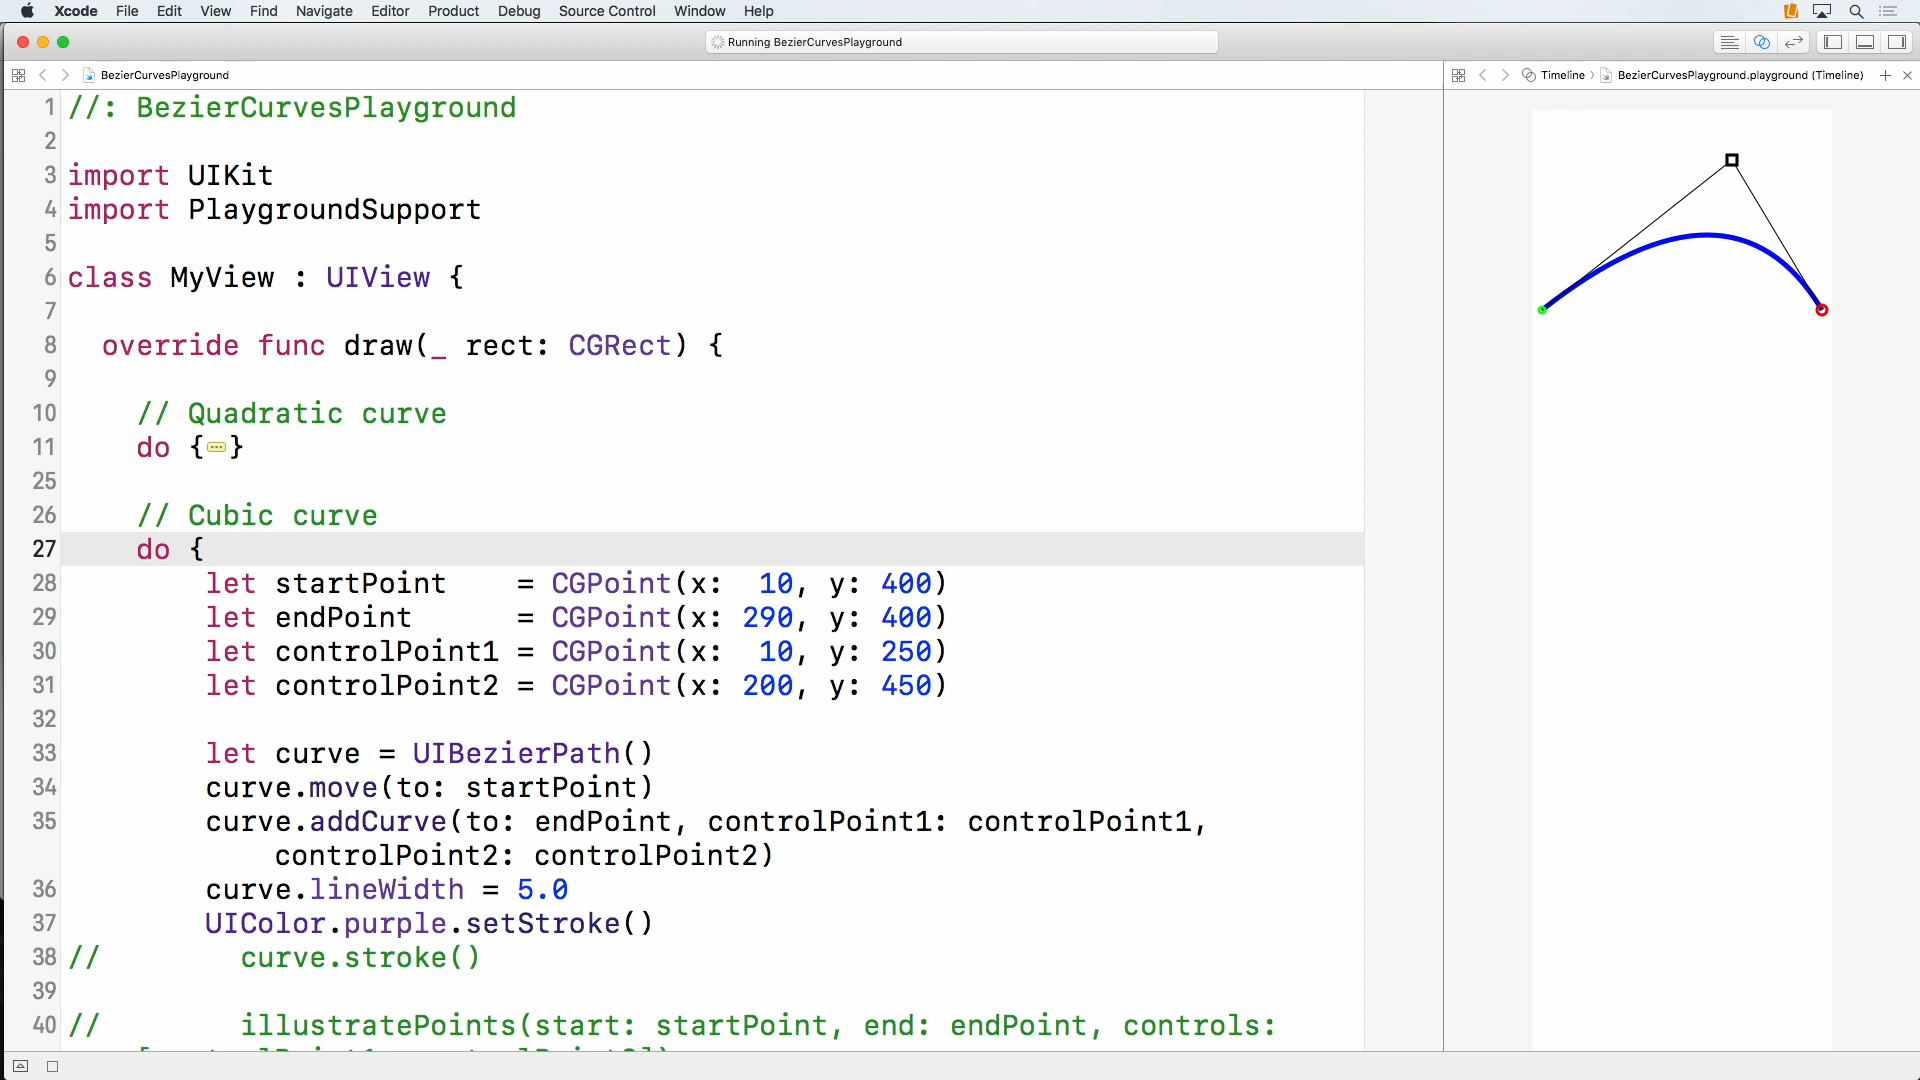 Xcode File Edit View Find Navigate Editor Product Debug Source Control Window Help
Running BezierCurvesPlayground
BezierCurvesPlayground
Timeline BezierCurvesPlayground.playground (Timeline)
1 //: BezierCurvesPlayground
2
3 import UIKit
4 import PlaygroundSupport
5
6 class MyView : UIView {
7
8 override func draw(_ rect: CGRect) {
9
10 // Quadratic curve
11 do {...}
25
26 // Cubic curve
27 do {
28 let startPoint = CGPoint(x: 10, y: 400)
29 let endPoint = CGPoint(x: 290, y: 400)
30 let controlPoint1 = CGPoint(x: 10, y: 250)
31 let controlPoint2 = CGPoint(x: 200, y: 450)
32
33 let curve = UIBezierPath()
34 curve.move(to: startPoint)
35 curve.addCurve(to: endPoint, controlPoint1: controlPoint1,
controlPoint2: controlPoint2)
36 curve.lineWidth = 5.0
37 UIColor.purple.setStroke()
38 // curve.stroke()
39
40 // illustratePoints(start: startPoint, end: endPoint, controls: